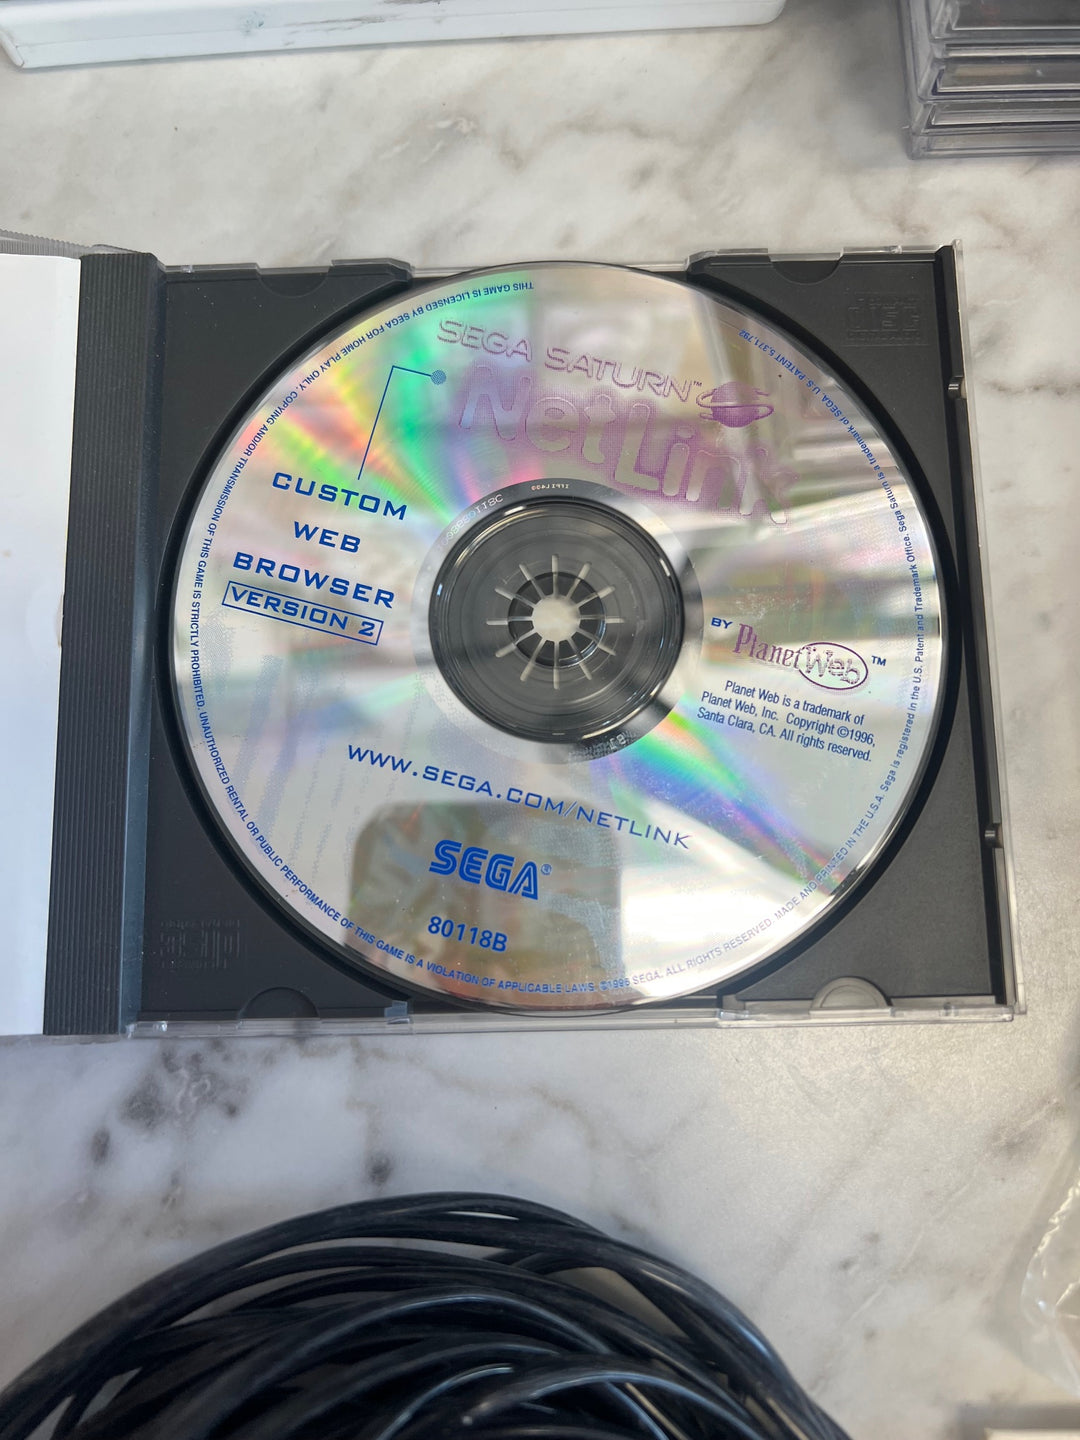 SEGA SATURN™
NetLink
CUSTOM
WEB
BROWSER
VERSION 2
BY PlanetWeb™
Planet Web is a trademark of
Planet Web, Inc. Copyright ©1996,
Santa Clara, CA. All rights reserved.
WWW.SEGA.COM/NETLINK
SEGA®
80118B
Sega is registered in the U.S. Patent and Trademark Office. Sega Saturn is a trademark of SEGA. U.S. PATENT 5,371,792
THIS GAME IS LICENSED BY SEGA FOR HOME PLAY ONLY. COPYING AND/OR TRANSMISSION OF THIS GAME IS STRICTLY PROHIBITED. UNAUTHORIZED RENTAL OR PUBLIC PERFORMANCE OF THIS GAME IS A VIOLATION OF APPLICABLE LAWS. ©1996 SEGA. ALL RIGHTS RESERVED. MADE AND PRINTED IN THE U.S.A.